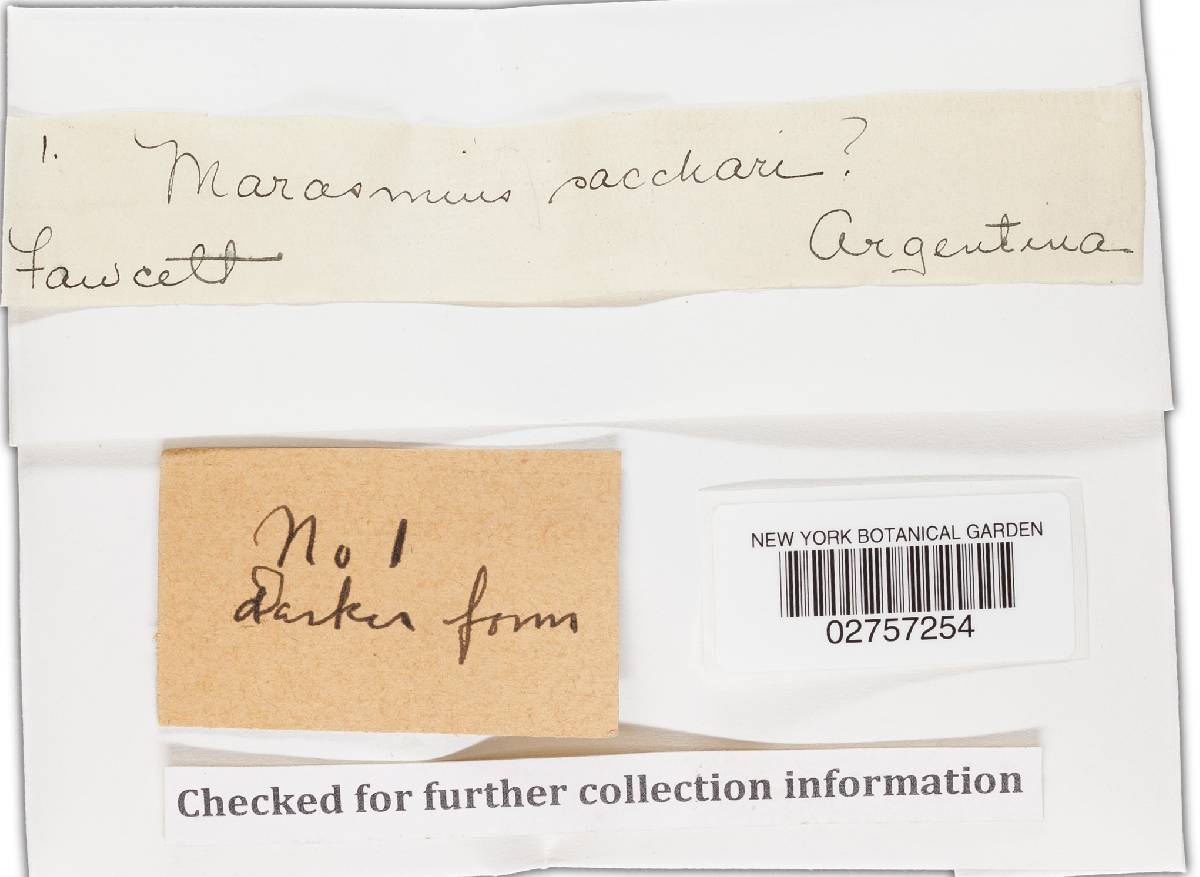 1. Marasmius sacchari?
Fawcett Argentina
No 1
Darker form
NEW YORK BOTANICAL GARDEN
02757254
Checked for further collection information